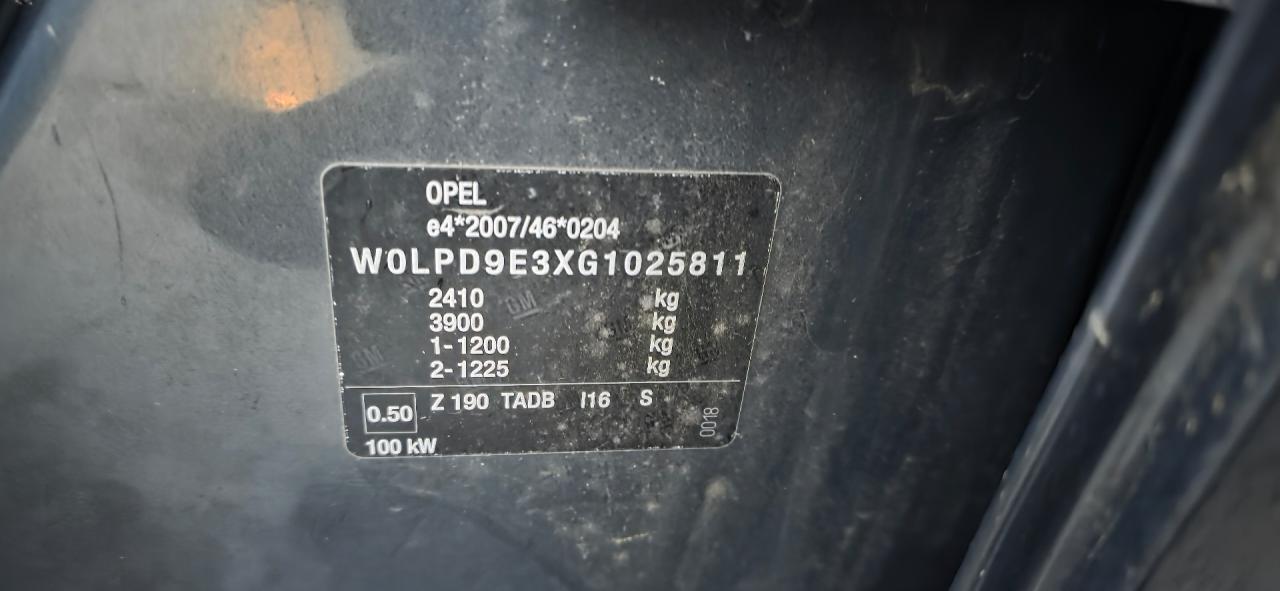 OPEL
e4*2007/46*0204
W0LPD9E3XG1025811
2410 kg
3900 kg
1-1200 kg
2-1225 kg
0.50 Z 190 TADB I16 S
0018
100 kW